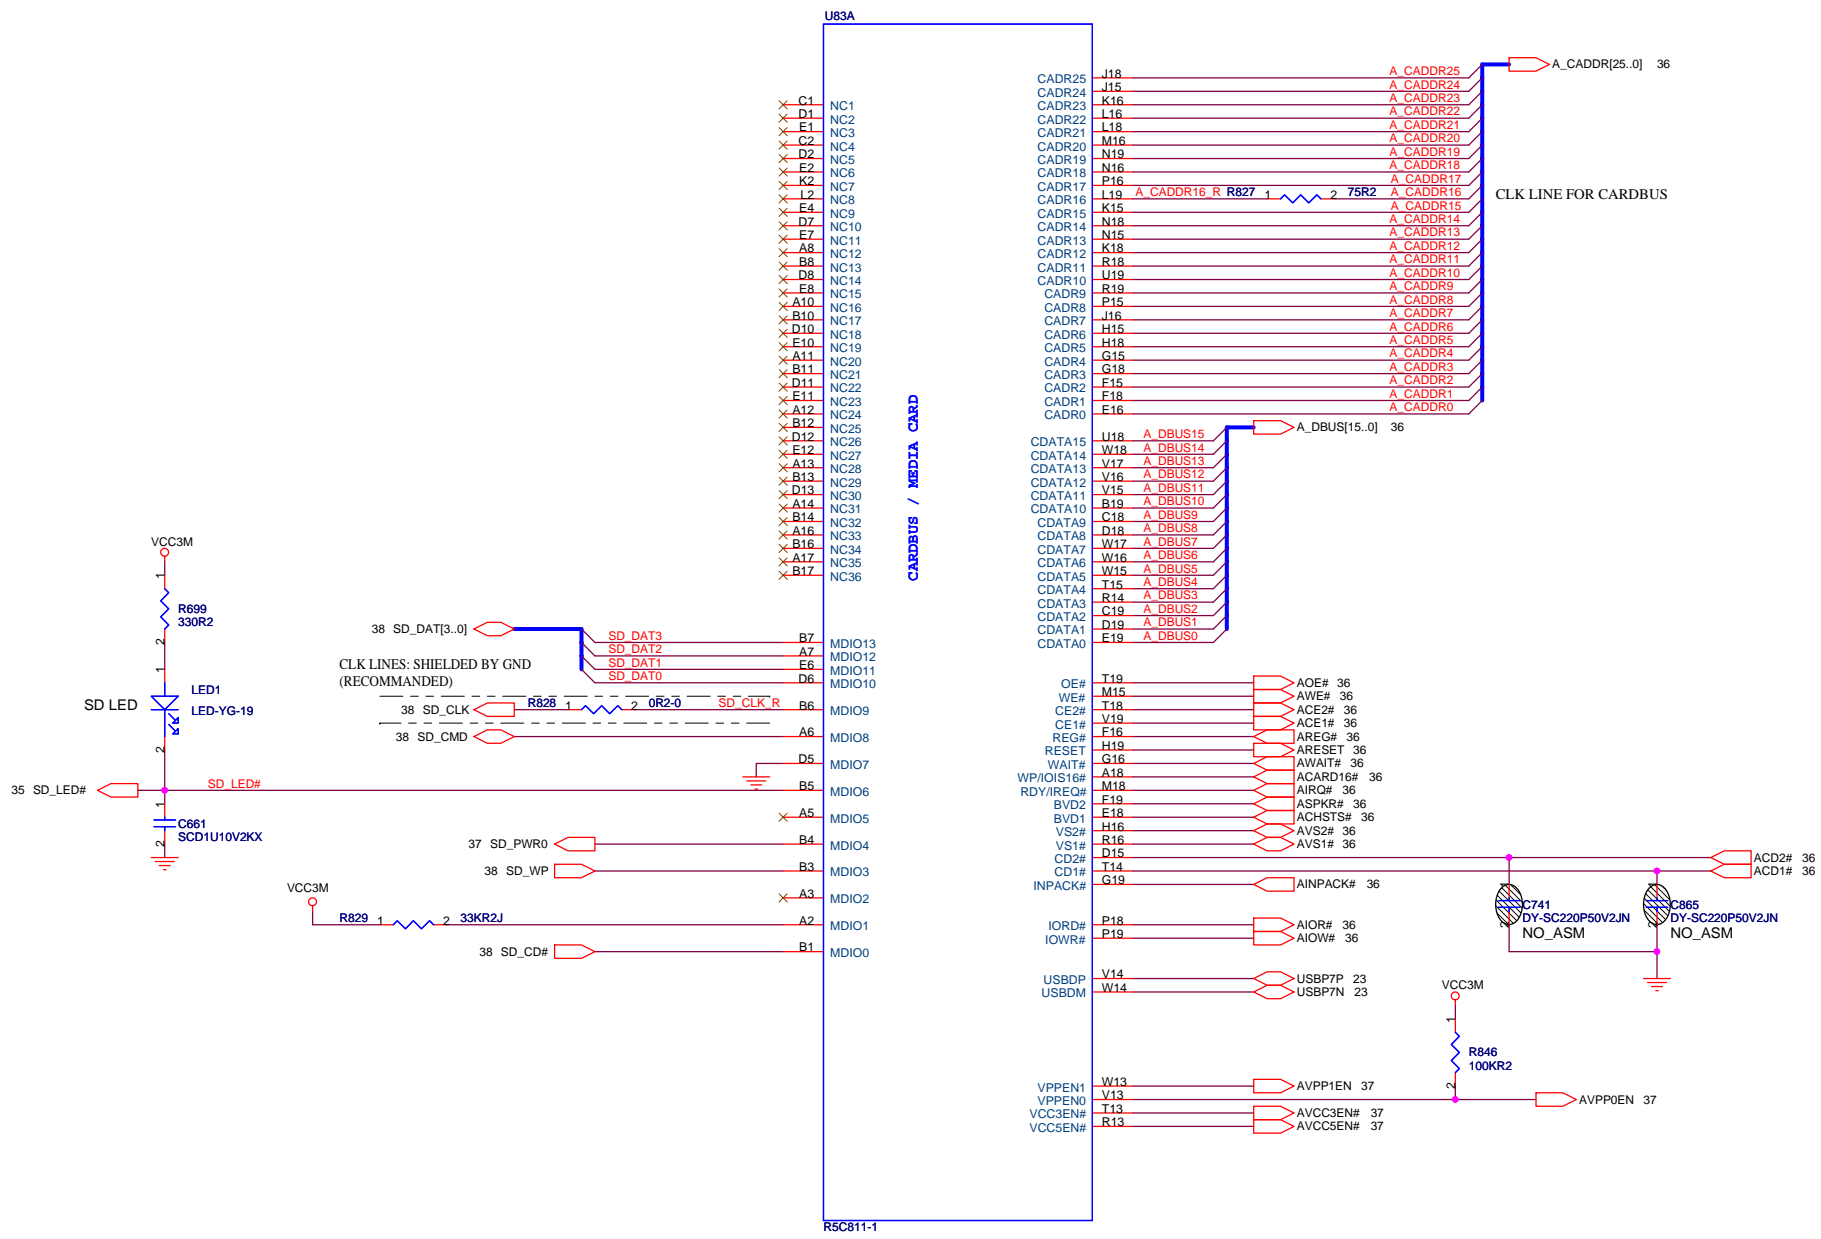 U83A
CADR25 J18 A_CADDR25
A_CADDR[25..0] 36
CADR24 J15 A_CADDR24
CADR23 K16 A_CADDR23
CADR22 L16 A_CADDR22
CADR21 L18 A_CADDR21
CADR20 M16 A_CADDR20
CADR19 N19 A_CADDR19
CADR18 N16 A_CADDR18
CADR17 P16 A_CADDR17
CADR16 L19 A_CADDR16_R R827 1 2 75R2 A_CADDR16
CLK LINE FOR CARDBUS
CADR15 K15 A_CADDR15
CADR14 N18 A_CADDR14
CADR13 N15 A_CADDR13
CADR12 K18 A_CADDR12
CADR11 R18 A_CADDR11
CADR10 U19 A_CADDR10
CADR9 R19 A_CADDR9
CADR8 P15 A_CADDR8
CADR7 J16 A_CADDR7
CADR6 H15 A_CADDR6
CADR5 H18 A_CADDR5
CADR4 G15 A_CADDR4
CADR3 G18 A_CADDR3
CADR2 F15 A_CADDR2
CADR1 F18 A_CADDR1
CADR0 E16 A_CADDR0
C1 NC1
D1 NC2
E1 NC3
C2 NC4
D2 NC5
E2 NC6
K2 NC7
L2 NC8
E4 NC9
D7 NC10
E7 NC11
A8 NC12
B8 NC13
D8 NC14
E8 NC15
A10 NC16
B10 NC17
D10 NC18
E10 NC19
A11 NC20
B11 NC21
D11 NC22
E11 NC23
A12 NC24
B12 NC25
D12 NC26
E12 NC27
A13 NC28
B13 NC29
D13 NC30
A14 NC31
B14 NC32
A16 NC33
B16 NC34
A17 NC35
B17 NC36
CARDBUS / MEDIA CARD
A_DBUS[15..0] 36
CDATA15 U18 A_DBUS15
CDATA14 W18 A_DBUS14
CDATA13 V17 A_DBUS13
CDATA12 V16 A_DBUS12
CDATA11 V15 A_DBUS11
CDATA10 B19 A_DBUS10
CDATA9 C18 A_DBUS9
CDATA8 D18 A_DBUS8
CDATA7 W17 A_DBUS7
CDATA6 W16 A_DBUS6
CDATA5 W15 A_DBUS5
CDATA4 T15 A_DBUS4
CDATA3 R14 A_DBUS3
CDATA2 C19 A_DBUS2
CDATA1 D19 A_DBUS1
CDATA0 E19 A_DBUS0
VCC3M
1
R699
330R2
2
1
SD LED
LED1
LED-YG-19
2
35 SD_LED#
SD_LED# B5 MDIO6
1
C661
SCD1U10V2KX
2
38 SD_DAT[3..0]
SD_DAT3 B7 MDIO13
SD_DAT2 A7 MDIO12
SD_DAT1 E6 MDIO11
SD_DAT0 D6 MDIO10
CLK LINES: SHIELDED BY GND
(RECOMMANDED)
38 SD_CLK R828 1 2 0R2-0 SD_CLK_R B6 MDIO9
38 SD_CMD A6 MDIO8
D5 MDIO7
A5 MDIO5
37 SD_PWR0 B4 MDIO4
38 SD_WP B3 MDIO3
A3 MDIO2
VCC3M
R829 1 2 33KR2J A2 MDIO1
38 SD_CD# B1 MDIO0
OE# T19 AOE# 36
WE# M15 AWE# 36
CE2# T18 ACE2# 36
CE1# V19 ACE1# 36
REG# F16 AREG# 36
RESET H19 ARESET 36
WAIT# G16 AWAIT# 36
WP/IOIS16# A18 ACARD16# 36
RDY/IREQ# M18 AIRQ# 36
BVD2 F19 ASPKR# 36
BVD1 E18 ACHSTS# 36
VS2# H16 AVS2# 36
VS1# R16 AVS1# 36
CD2# D15 ACD2# 36
CD1# T14 ACD1# 36
INPACK# G19 AINPACK# 36
1
C741
DY-SC220P50V2JN
2
NO_ASM
1
C865
DY-SC220P50V2JN
2
NO_ASM
IORD# P18 AIOR# 36
IOWR# P19 AIOW# 36
USBDP V14 USBP7P 23
USBDM W14 USBP7N 23
VCC3M
1
R846
100KR2
2
VPPEN1 W13 AVPP1EN 37
VPPEN0 V13 AVPP0EN 37
VCC3EN# T13 AVCC3EN# 37
VCC5EN# R13 AVCC5EN# 37
R5C811-1